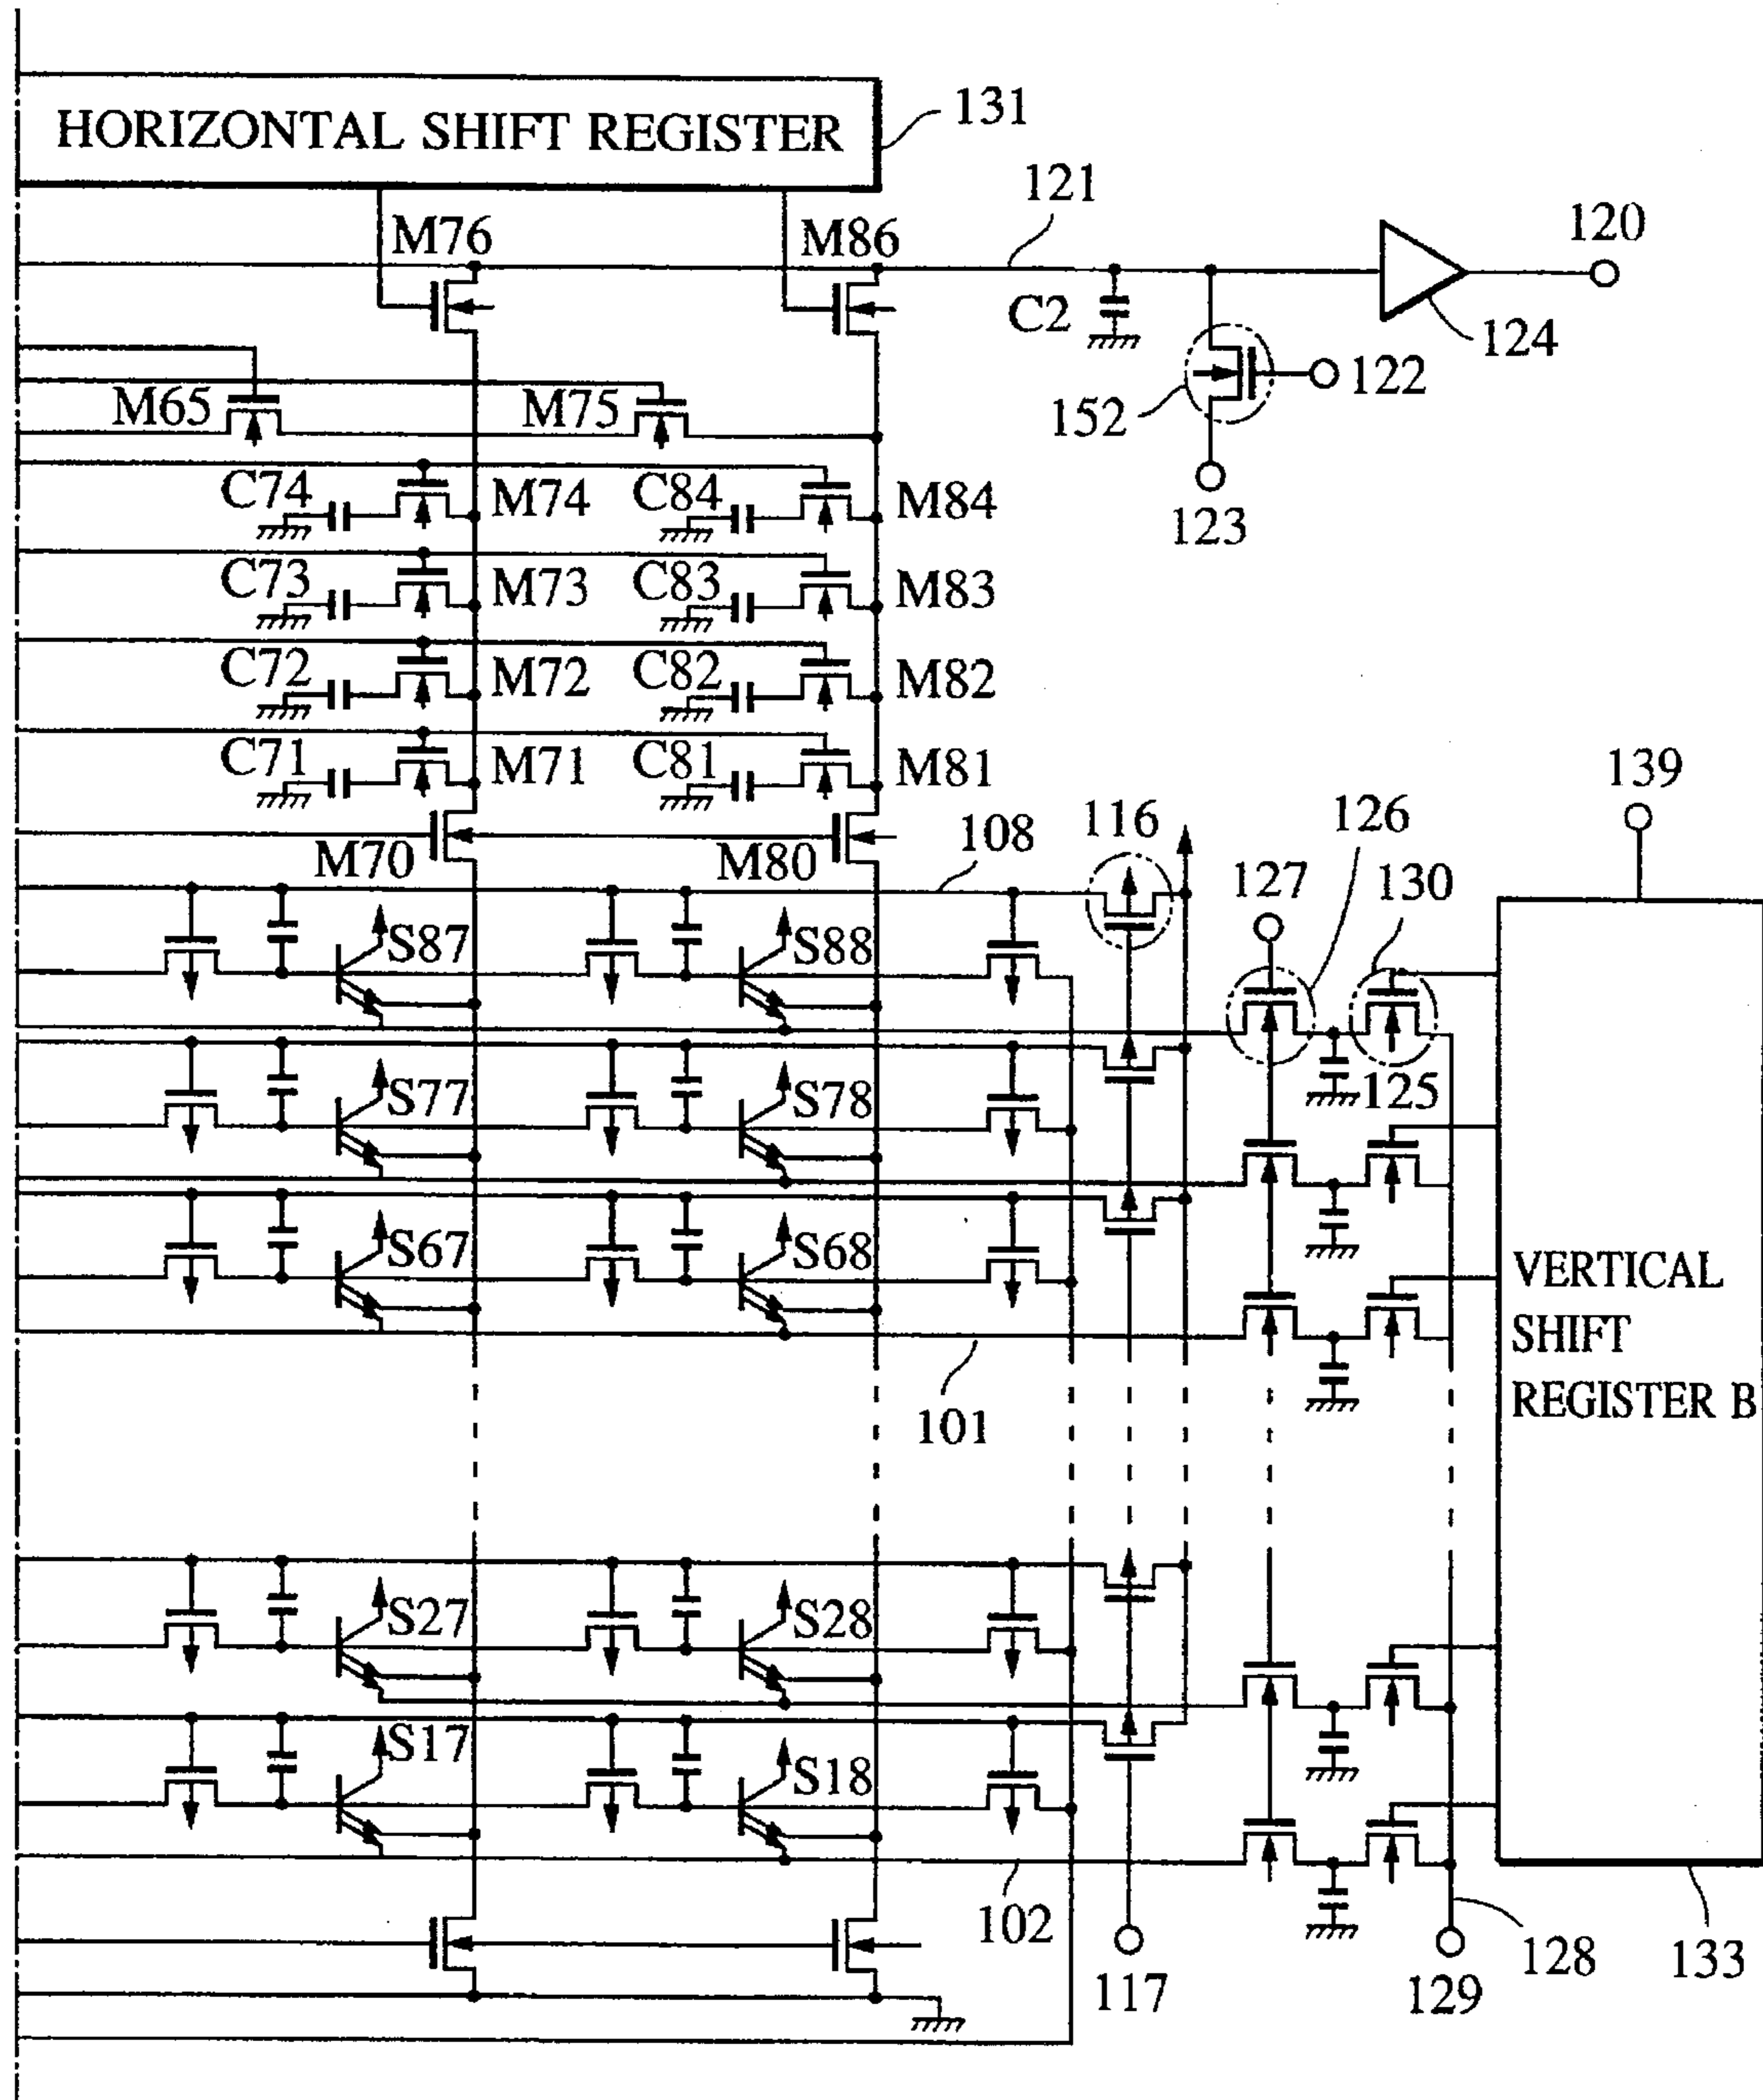 HORIZONTAL SHIFT REGISTER
131
121
120
M76
M86
C2
124
122
M65
M75
152
123
C74
M74
C84
M84
C73
M73
C83
M83
C72
M72
C82
M82
C71
M71
C81
M81
139
116
126
108
M70
M80
127
130
S87
S88
125
S77
S78
S67
S68
VERTICAL
SHIFT
REGISTER B
101
S27
S28
S17
S18
102
117
129
128
133